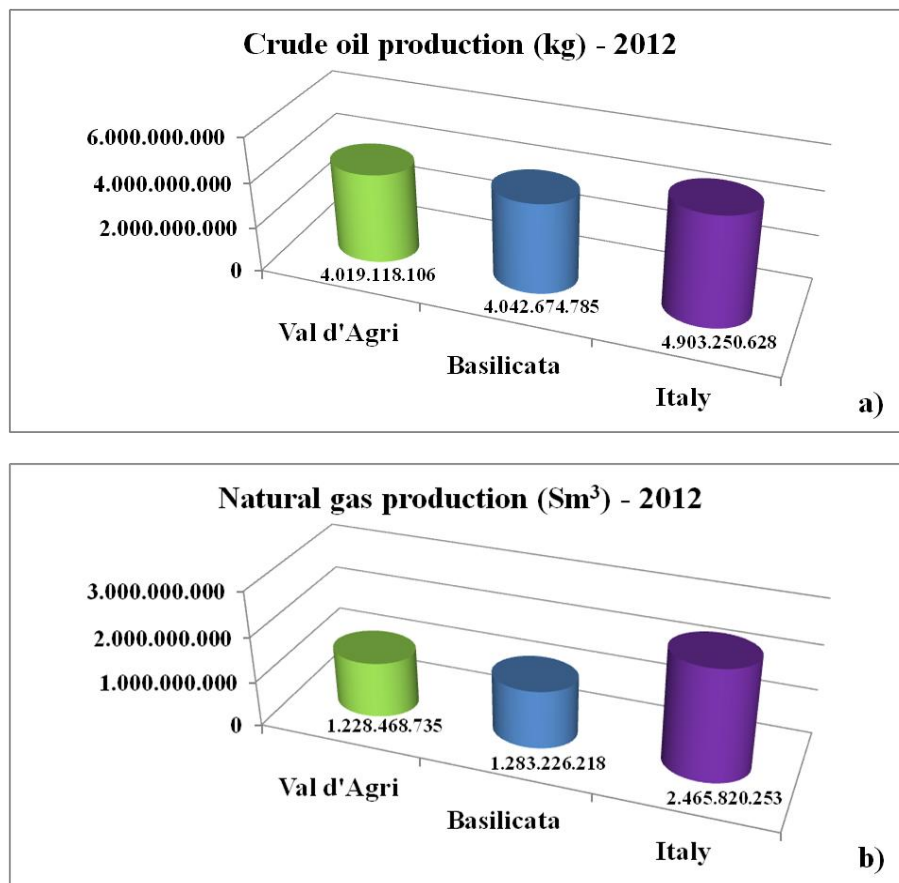 Crude oil production (kg) - 2012
6.000.000.000
4.000.000.000
2.000.000.000
0
4.019.118.106
4.042.674.785
4.903.250.628
Val d'Agri
Basilicata
Italy
a)
Natural gas production (Sm³) - 2012
3.000.000.000
2.000.000.000
1.000.000.000
0
1.228.468.735
1.283.226.218
2.465.820.253
Val d'Agri
Basilicata
Italy
b)